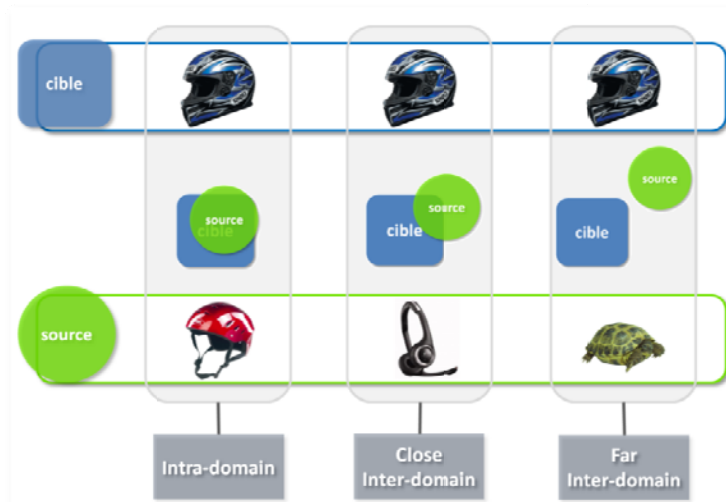 cible
source
cible
source
cible
source
cible
source
Intra-domain
Close
Inter-domain
Far
Inter-domain